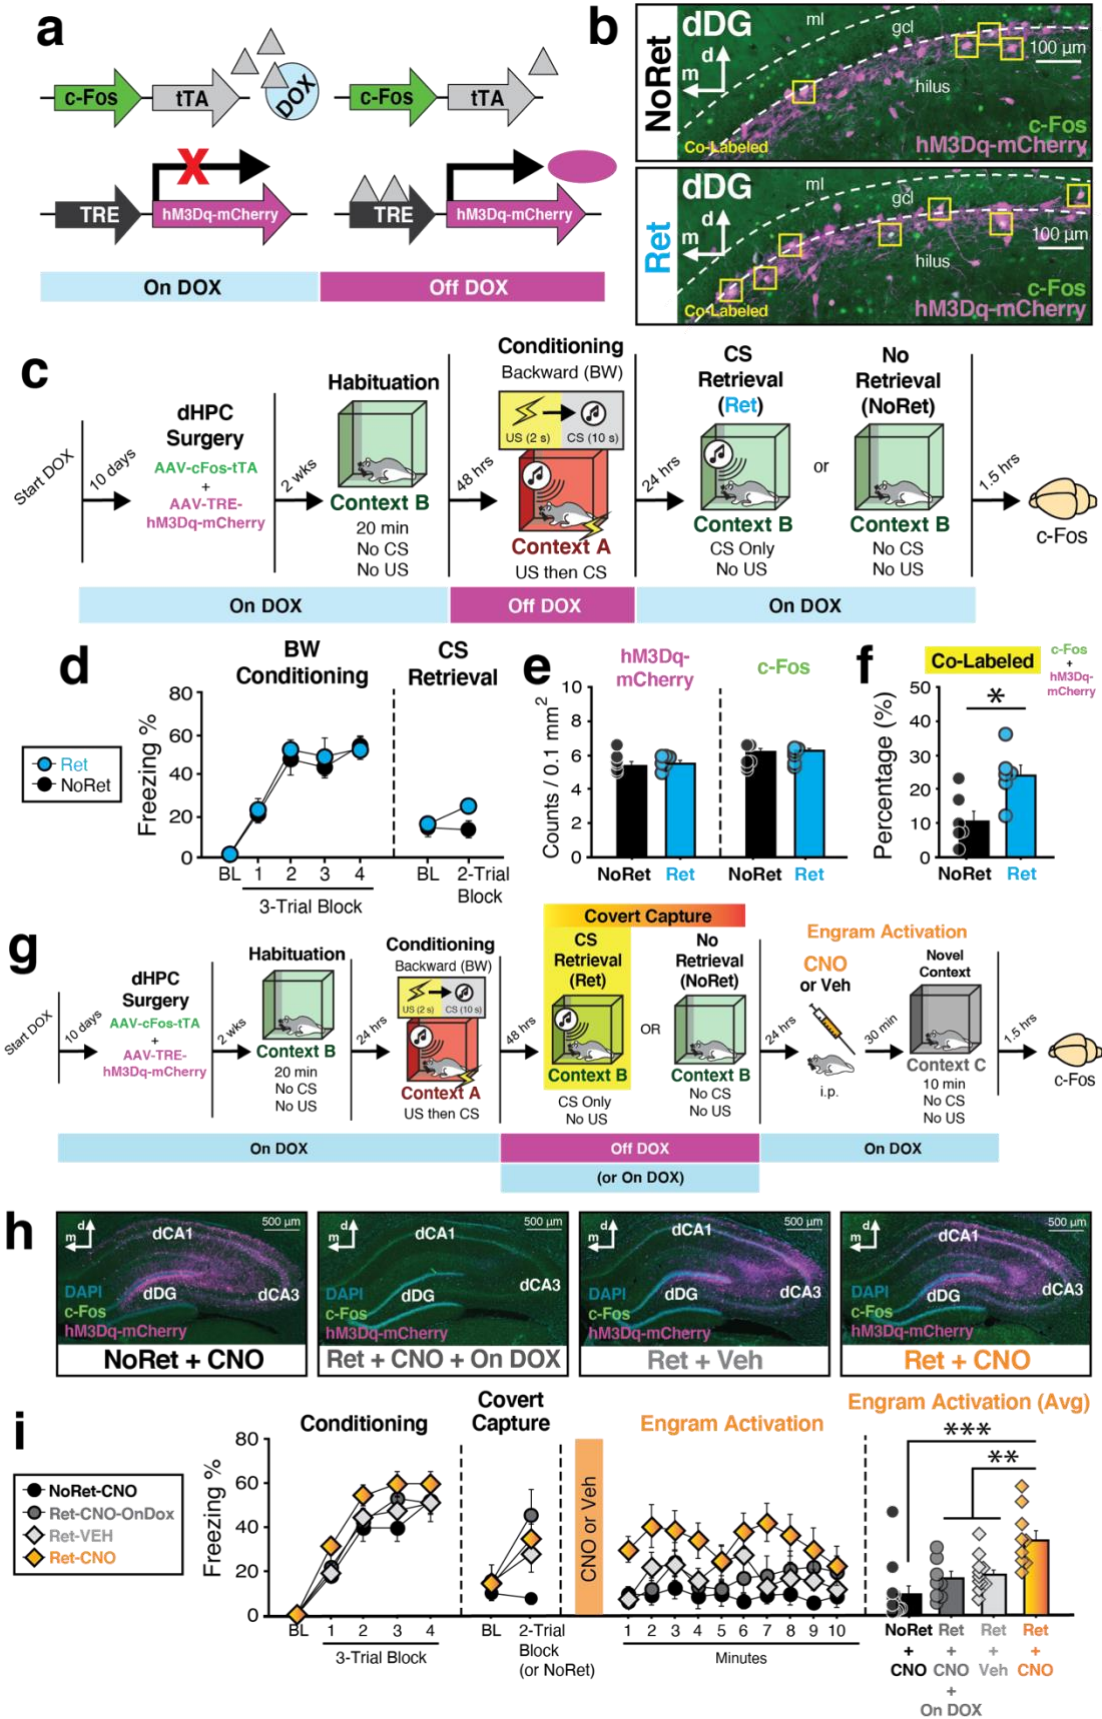 a
c-Fos
tTA
DOX
c-Fos
tTA
TRE
hM3Dq-mCherry
TRE
hM3Dq-mCherry
On DOX
Off DOX
b
NoRet
dDG
ml
gcl
d
m
hilus
100 µm
c-Fos
hM3Dq-mCherry
Co-Labeled
Ret
dDG
ml
gcl
d
m
hilus
100 µm
c-Fos
hM3Dq-mCherry
Co-Labeled
c
Start DOX
10 days
dHPC
Surgery
AAV-cFos-tTA
+
AAV-TRE-
hM3Dq-mCherry
2 wks
Habituation
Context B
20 min
No CS
No US
48 hrs
Conditioning
Backward (BW)
US (2 s)
CS (10 s)
Context A
US then CS
24 hrs
CS
Retrieval
(Ret)
Context B
CS Only
No US
or
No
Retrieval
(NoRet)
Context B
No CS
No US
1.5 hrs
c-Fos
On DOX
Off DOX
On DOX
d
BW
Conditioning
CS
Retrieval
Ret
NoRet
Freezing %
80
60
40
20
0
BL
1
2
3
4
3-Trial Block
BL
2-Trial
Block
e
hM3Dq-
mCherry
c-Fos
Counts / 0.1 mm²
10
8
6
4
2
0
NoRet
Ret
NoRet
Ret
f
Co-Labeled
c-Fos
+
hM3Dq-
mCherry
Percentage (%)
50
40
30
20
10
0
*
NoRet
Ret
g
Start DOX
10 days
dHPC
Surgery
AAV-cFos-tTA
+
AAV-TRE-
hM3Dq-mCherry
2 wks
Habituation
Context B
20 min
No CS
No US
24 hrs
Conditioning
Backward (BW)
US (2 s)
CS (10 s)
Context A
US then CS
48 hrs
Covert Capture
CS
Retrieval
(Ret)
Context B
CS Only
No US
OR
No
Retrieval
(NoRet)
Context B
No CS
No US
24 hrs
Engram Activation
CNO
or Veh
i.p.
30 min
Novel
Context
Context C
10 min
No CS
No US
1.5 hrs
c-Fos
On DOX
Off DOX
On DOX
(or On DOX)
h
d
m
dCA1
500 µm
DAPI
c-Fos
hM3Dq-mCherry
dDG
dCA3
NoRet + CNO
d
m
dCA1
500 µm
DAPI
c-Fos
hM3Dq-mCherry
dDG
dCA3
Ret + CNO + On DOX
d
m
dCA1
500 µm
DAPI
c-Fos
hM3Dq-mCherry
dDG
dCA3
Ret + Veh
d
m
dCA1
500 µm
DAPI
c-Fos
hM3Dq-mCherry
dDG
dCA3
Ret + CNO
i
NoRet-CNO
Ret-CNO-OnDox
Ret-VEH
Ret-CNO
Conditioning
Covert
Capture
Engram Activation
Engram Activation (Avg)
Freezing %
80
60
40
20
0
BL
1
2
3
4
3-Trial Block
BL
2-Trial
Block
(or NoRet)
CNO or Veh
1
2
3
4
5
6
7
8
9
10
Minutes
***
**
NoRet
+
CNO
Ret
+
CNO
+
On DOX
Ret
+
Veh
Ret
+
CNO